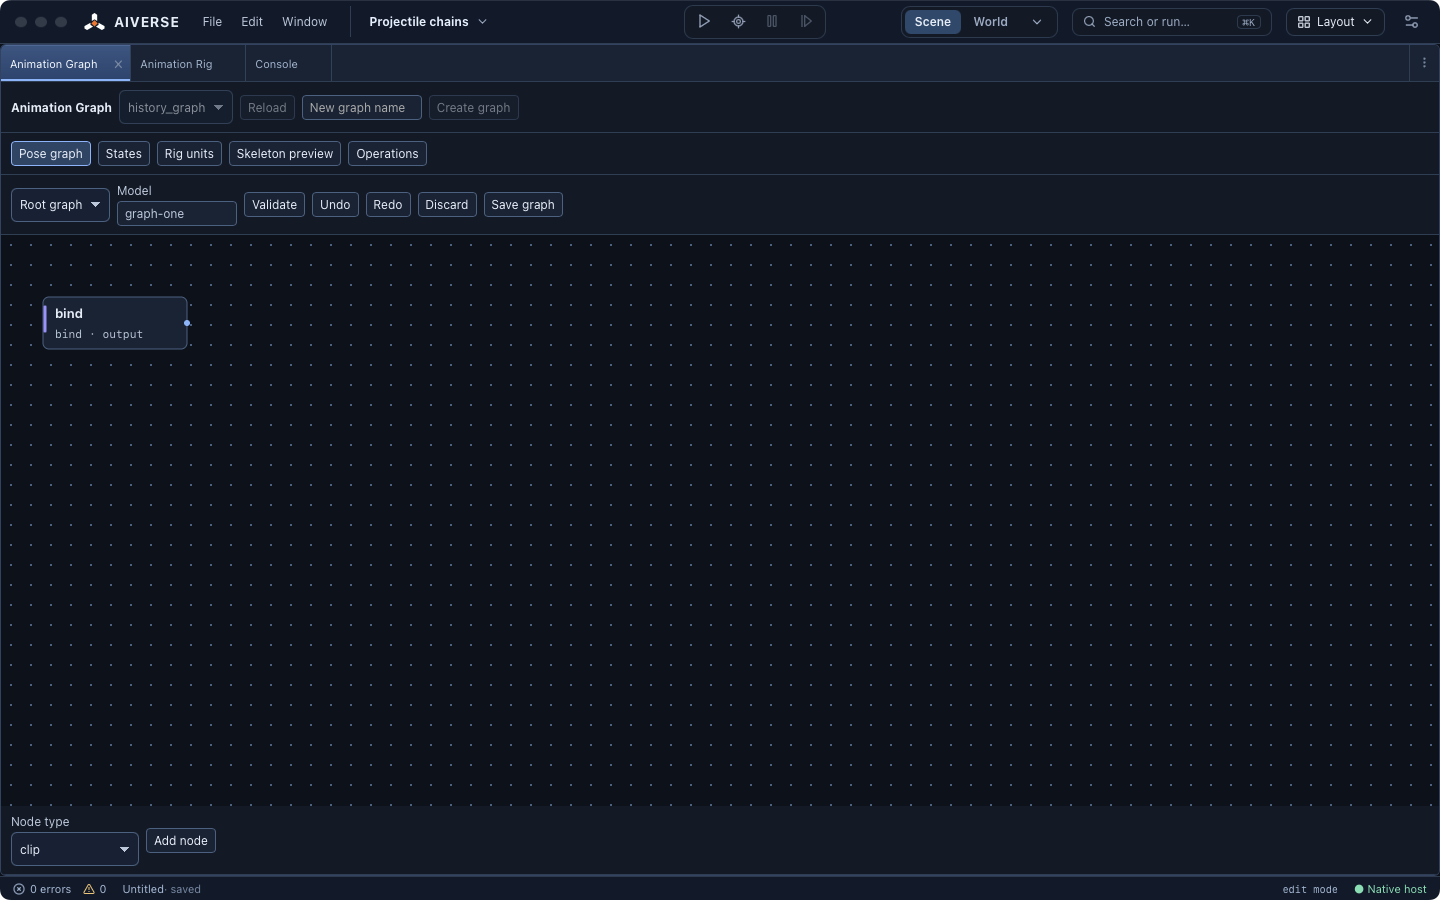 AIVERSE File Edit Window Projectile chains Scene World Search or run... ⌘K Layout
Animation Graph Animation Rig Console
Animation Graph history_graph Reload New graph name Create graph
Pose graph States Rig units Skeleton preview Operations
Model
Root graph graph-one Validate Undo Redo Discard Save graph
bind
bind · output
Node type
clip Add node
0 errors 0 Untitled · saved edit mode Native host